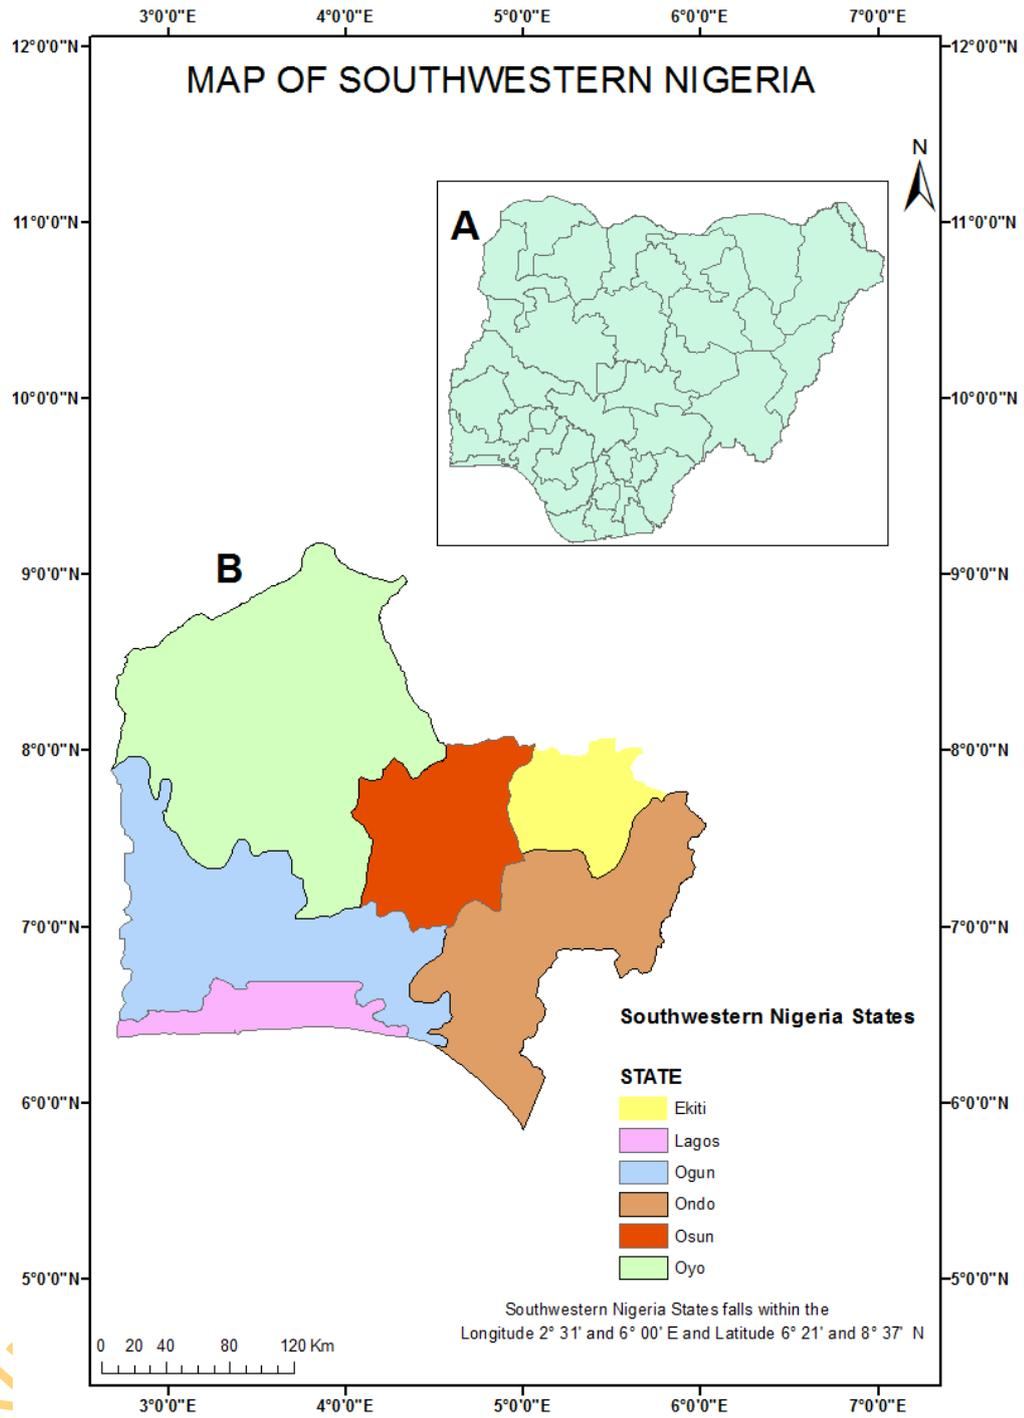 3°0'0"E 4°0'0"E 5°0'0"E 6°0'0"E 7°0'0"E
12°0'0"N 12°0'0"N
MAP OF SOUTHWESTERN NIGERIA
N
A
11°0'0"N 11°0'0"N
10°0'0"N 10°0'0"N
B
9°0'0"N 9°0'0"N
8°0'0"N 8°0'0"N
7°0'0"N 7°0'0"N
Southwestern Nigeria States
STATE
6°0'0"N 6°0'0"N
Ekiti
Lagos
Ogun
Ondo
Osun
Oyo
5°0'0"N 5°0'0"N
Southwestern Nigeria States falls within the
Longitude 2° 31' and 6° 00' E and Latitude 6° 21' and 8° 37' N
0 20 40 80 120 Km
3°0'0"E 4°0'0"E 5°0'0"E 6°0'0"E 7°0'0"E